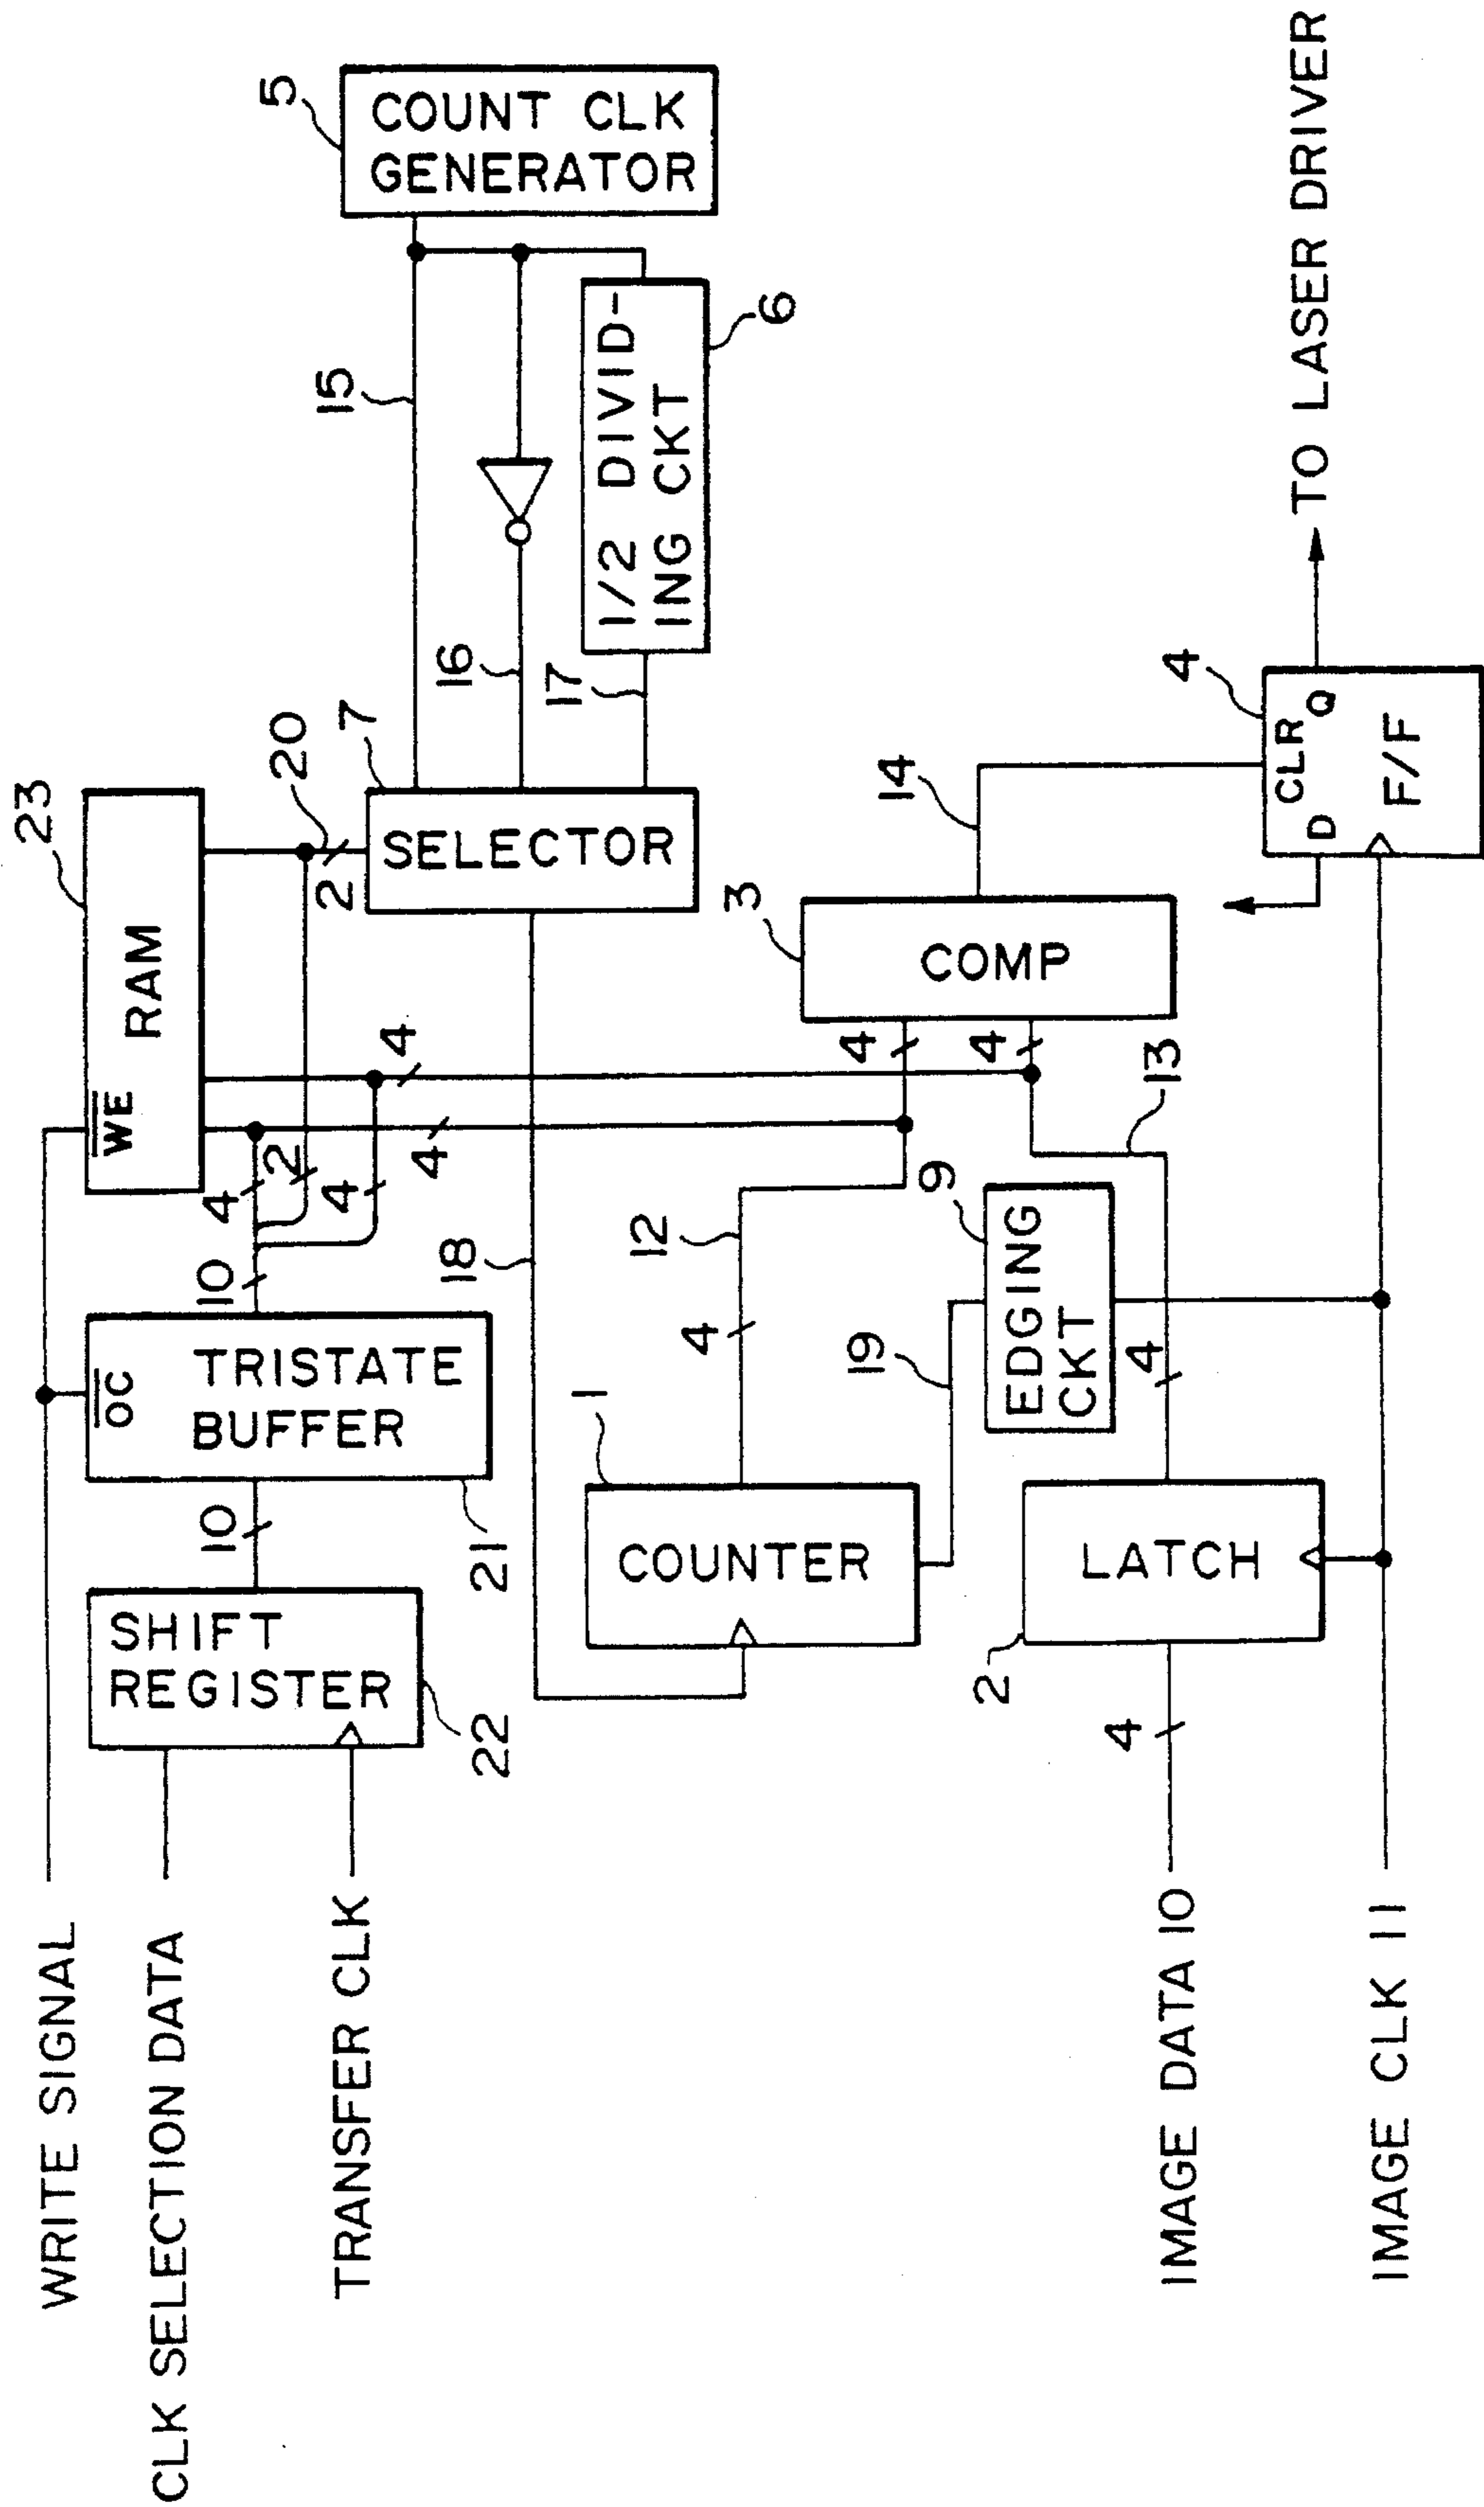 WRITE SIGNAL
CLK SELECTION DATA
TRANSFER CLK
SHIFT
REGISTER
22
10
OC
TRISTATE
BUFFER
21
10
4
2
4
WE
RAM
23
4
4
2
20
7
SELECTOR
15
16
17
5
COUNT CLK
GENERATOR
1/2 DIVID-
ING CKT
6
18
1
COUNTER
4
12
19
9
EDGING
CKT
4
4
3
COMP
14
13
IMAGE DATA 10
4
2
LATCH
4
IMAGE CLK 11
4
CLR
D
Q
F/F
TO LASER DRIVER